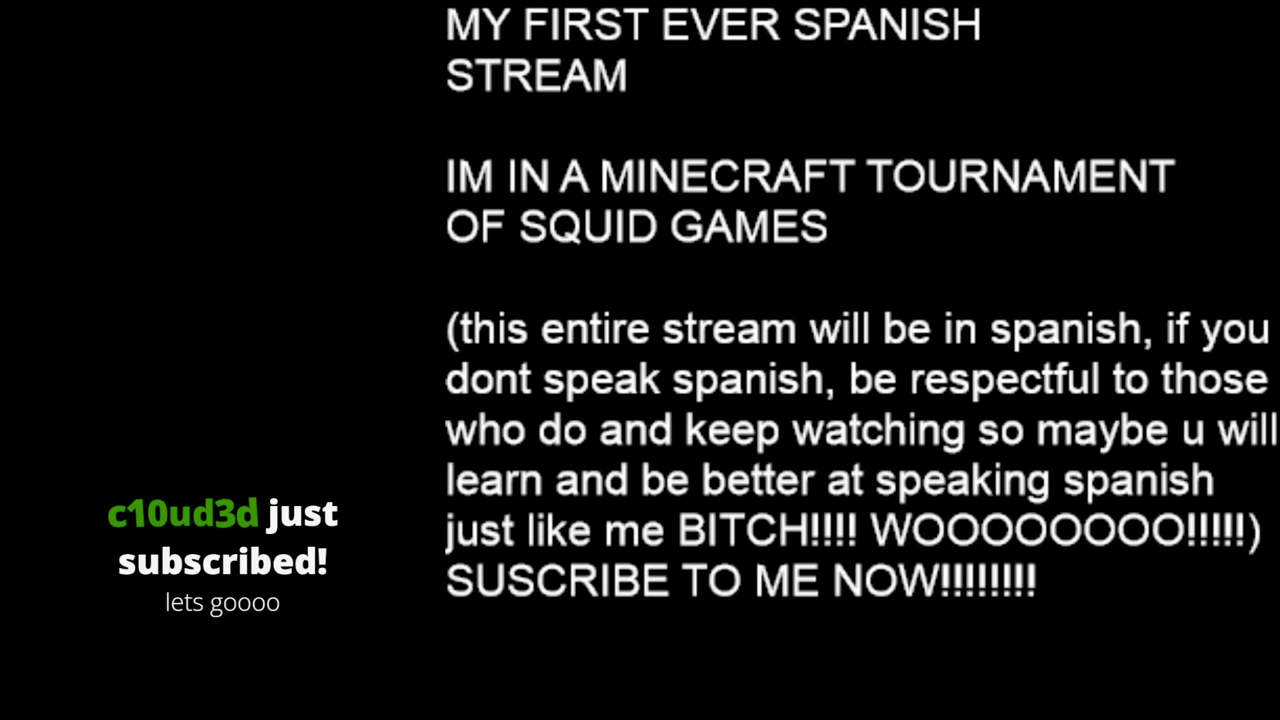 MY FIRST EVER SPANISH
STREAM
IM IN A MINECRAFT TOURNAMENT
OF SQUID GAMES
(this entire stream will be in spanish, if you
dont speak spanish, be respectful to those
who do and keep watching so maybe u will
learn and be better at speaking spanish
just like me BITCH!!!! WOOOOOOOO!!!!!)
SUSCRIBE TO ME NOW!!!!!!!!!
c10ud3d just
subscribed!
lets goooo